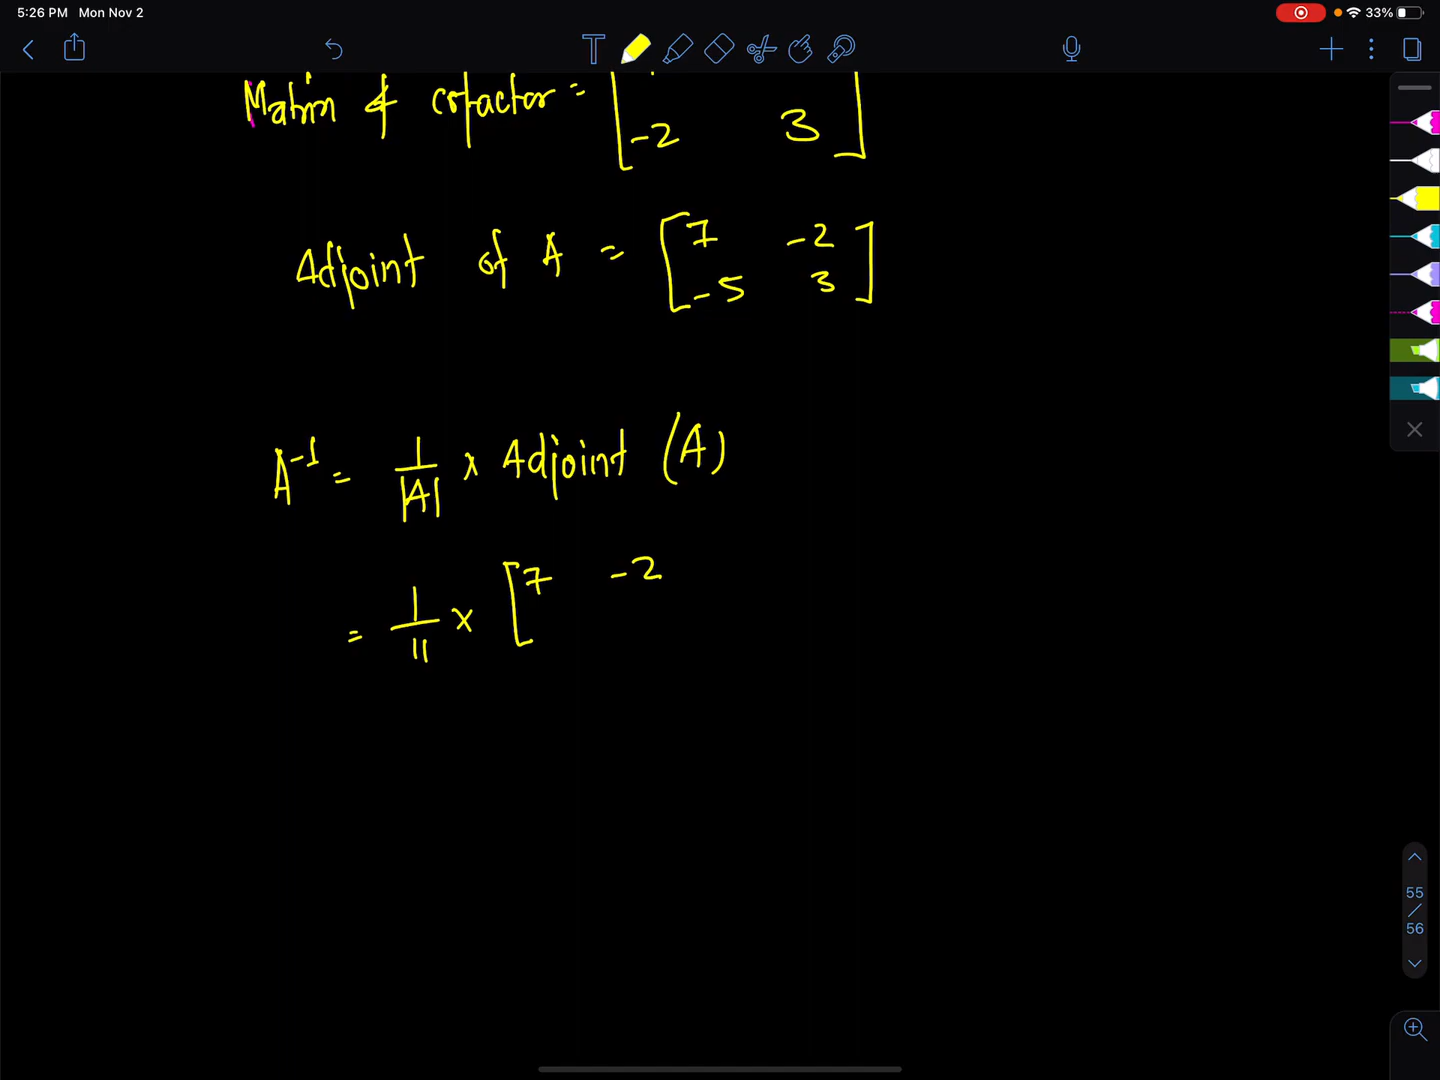 5:26 PM Mon Nov 2
33%
T
Matrix of cofactor = [
-2 3 ]
Adjoint of A = [ 7 -2
-5 3 ]
A⁻¹ = 1/|A| x Adjoint (A)
= 1/11 x [ 7 -2
55
/
56